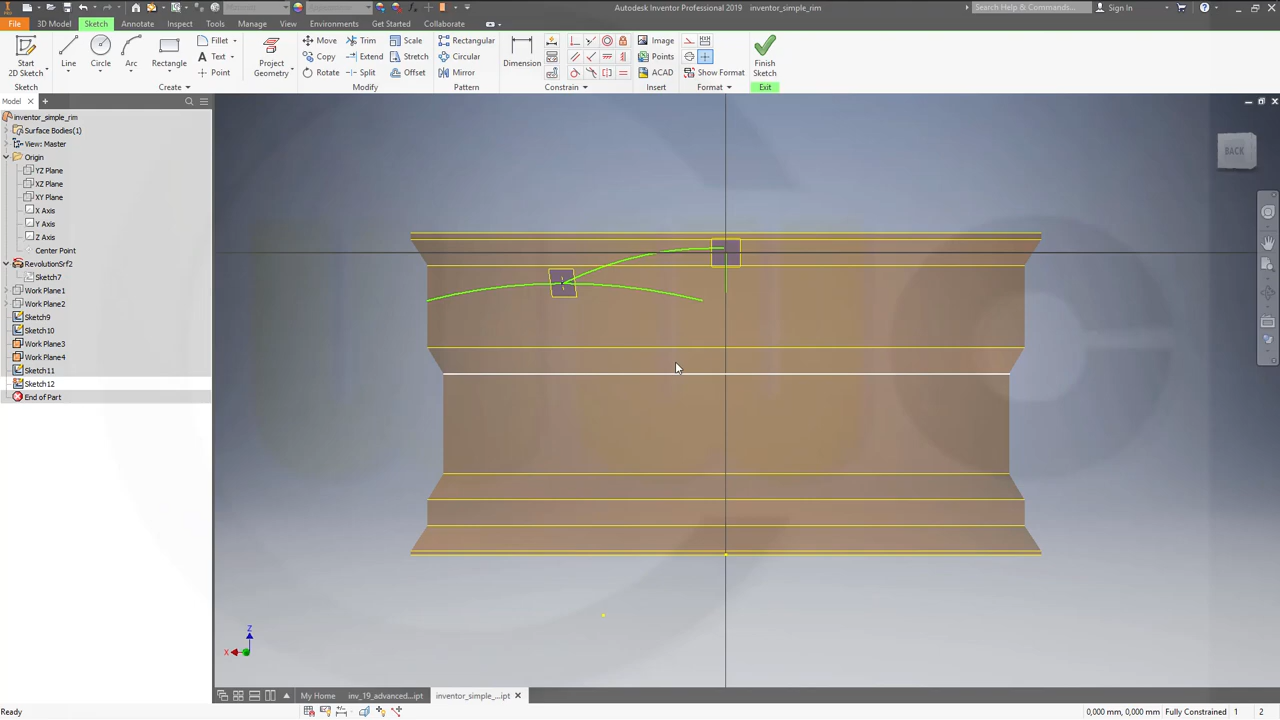 Autodesk Inventor Professional 2019 inventor_simple_rim
Search Help & Commands...
Sign In
File 3D Model Sketch Annotate Inspect Tools Manage View Environments Get Started Collaborate
Start
2D Sketch
Line
Circle
Arc
Rectangle
Fillet
Text
Point
Project
Geometry
Move
Copy
Rotate
Trim
Extend
Split
Scale
Stretch
Offset
Rectangular
Circular
Mirror
Dimension
Image
Points
ACAD
Show Format
Finish
Sketch
Sketch Create Modify Pattern Constrain Insert Format Exit
Model
inventor_simple_rim
Surface Bodies(1)
View: Master
Origin
YZ Plane
XZ Plane
XY Plane
X Axis
Y Axis
Z Axis
Center Point
RevolutionSrf2
Sketch7
Work Plane1
Work Plane2
Sketch9
Sketch10
Work Plane3
Work Plane4
Sketch11
Sketch12
End of Part
BACK
Z
X
My Home inv_19_advanced...ipt inventor_simple_...ipt
Ready
0,000 mm, 0,000 mm Fully Constrained 1 2